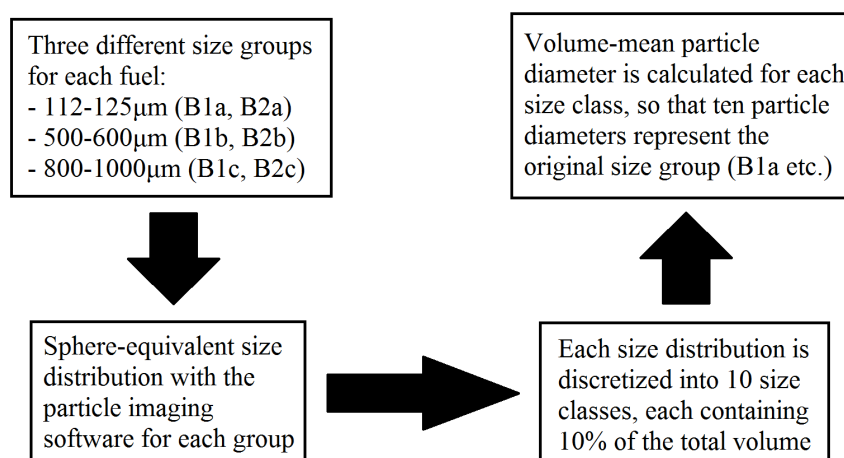 Three different size groups
for each fuel:
- 112-125μm (B1a, B2a)
- 500-600μm (B1b, B2b)
- 800-1000μm (B1c, B2c)
Sphere-equivalent size
distribution with the
particle imaging
software for each group
Each size distribution is
discretized into 10 size
classes, each containing
10% of the total volume
Volume-mean particle
diameter is calculated for each
size class, so that ten particle
diameters represent the
original size group (B1a etc.)